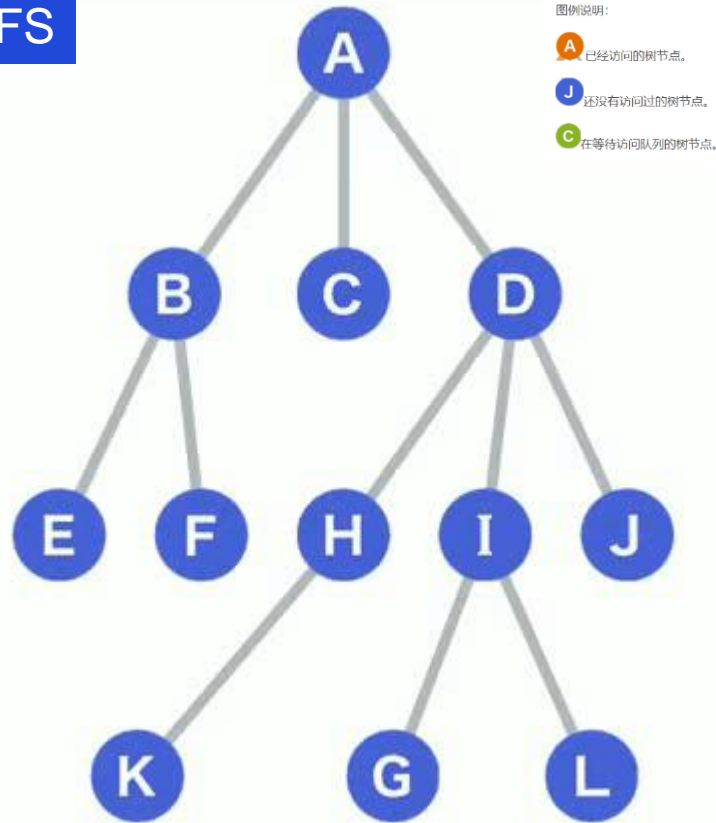 FS
图例说明：
A 已经访问的树节点。
J 还没有访问过的树节点。
C 在等待访问队列的树节点。
A
B C D
E F H I J
K G L